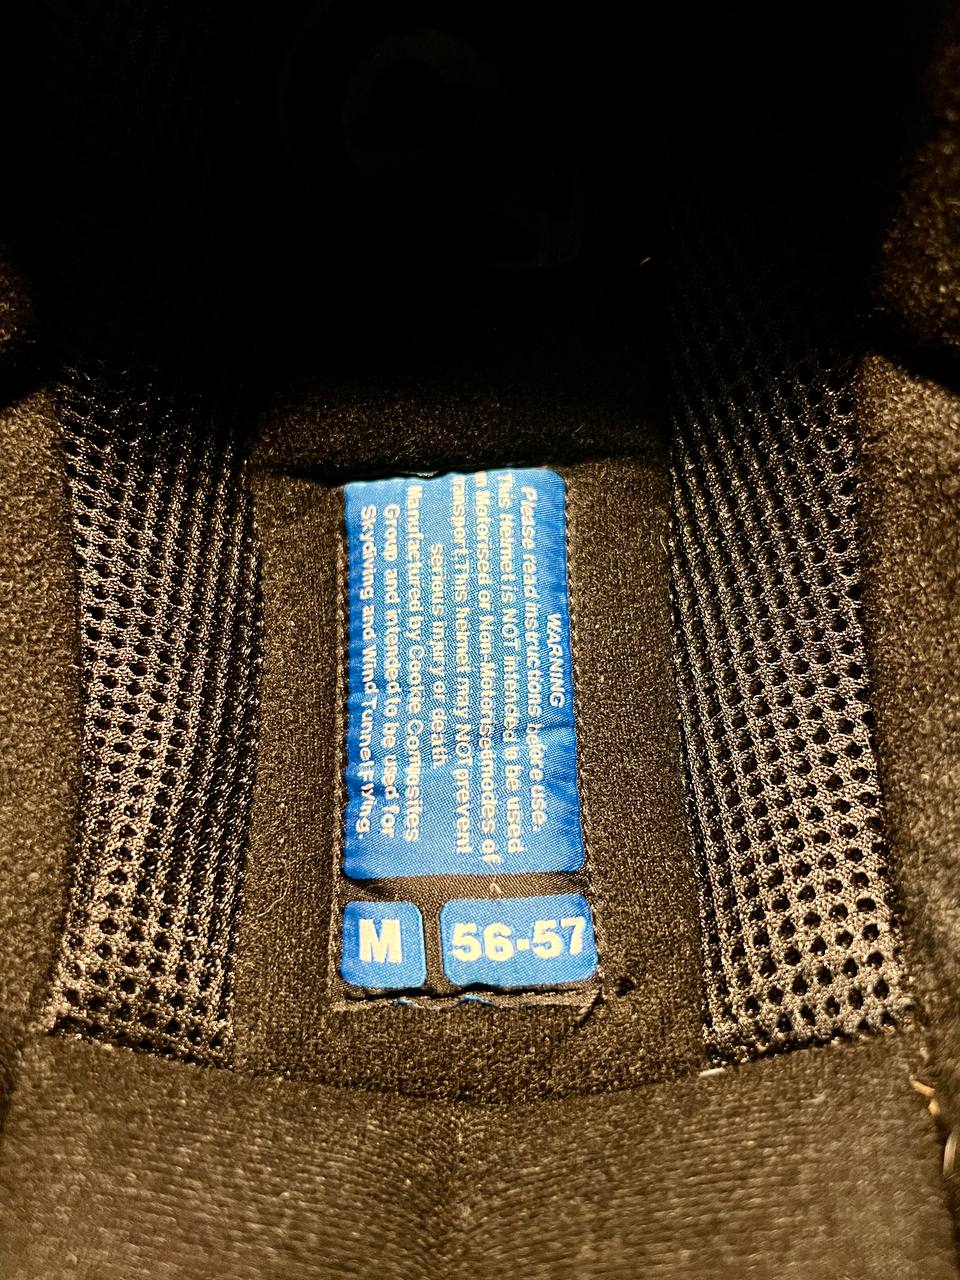 WARNING
Please read instructions before use.
This Helmet is NOT intended to be used
in Motorised or Non-Motorised modes of
transport. This helmet may NOT prevent
serious injury or death
Manufactured by Cookie Composites
Group and intended to be used for
Skydiving and Wind Tunnel Flying.
M
56-57